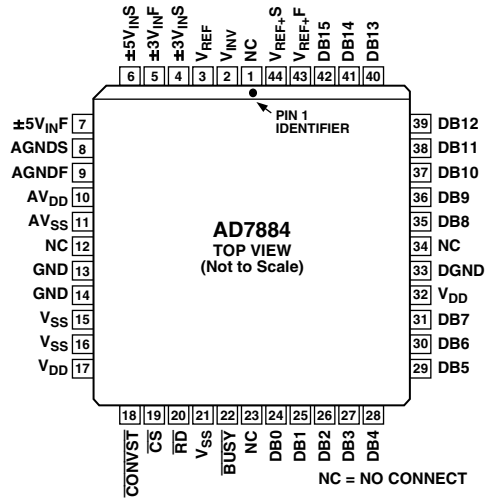 ±5VINS
±3VINF
±3VINS
VREF
VINV
NC
VREF+S
VREF+F
DB15
DB14
DB13
6 5 4 3 2 1 44 43 42 41 40
PIN 1
IDENTIFIER
±5VINF 7
AGNDS 8
AGNDF 9
AVDD 10
AVSS 11
NC 12
GND 13
GND 14
VSS 15
VSS 16
VDD 17
AD7884
TOP VIEW
(Not to Scale)
39 DB12
38 DB11
37 DB10
36 DB9
35 DB8
34 NC
33 DGND
32 VDD
31 DB7
30 DB6
29 DB5
18 19 20 21 22 23 24 25 26 27 28
CONVST
CS
RD
VSS
BUSY
NC
DB0
DB1
DB2
DB3
DB4
NC = NO CONNECT